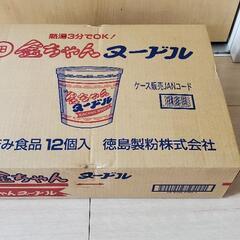 熱湯3分でOK!
金ちゃんヌードル
ケース販売JANコード
金ちゃん
ヌードル
み食品 12個入 徳島製粉株式会社
金ちゃん ヌードル
ちゃんヌードル